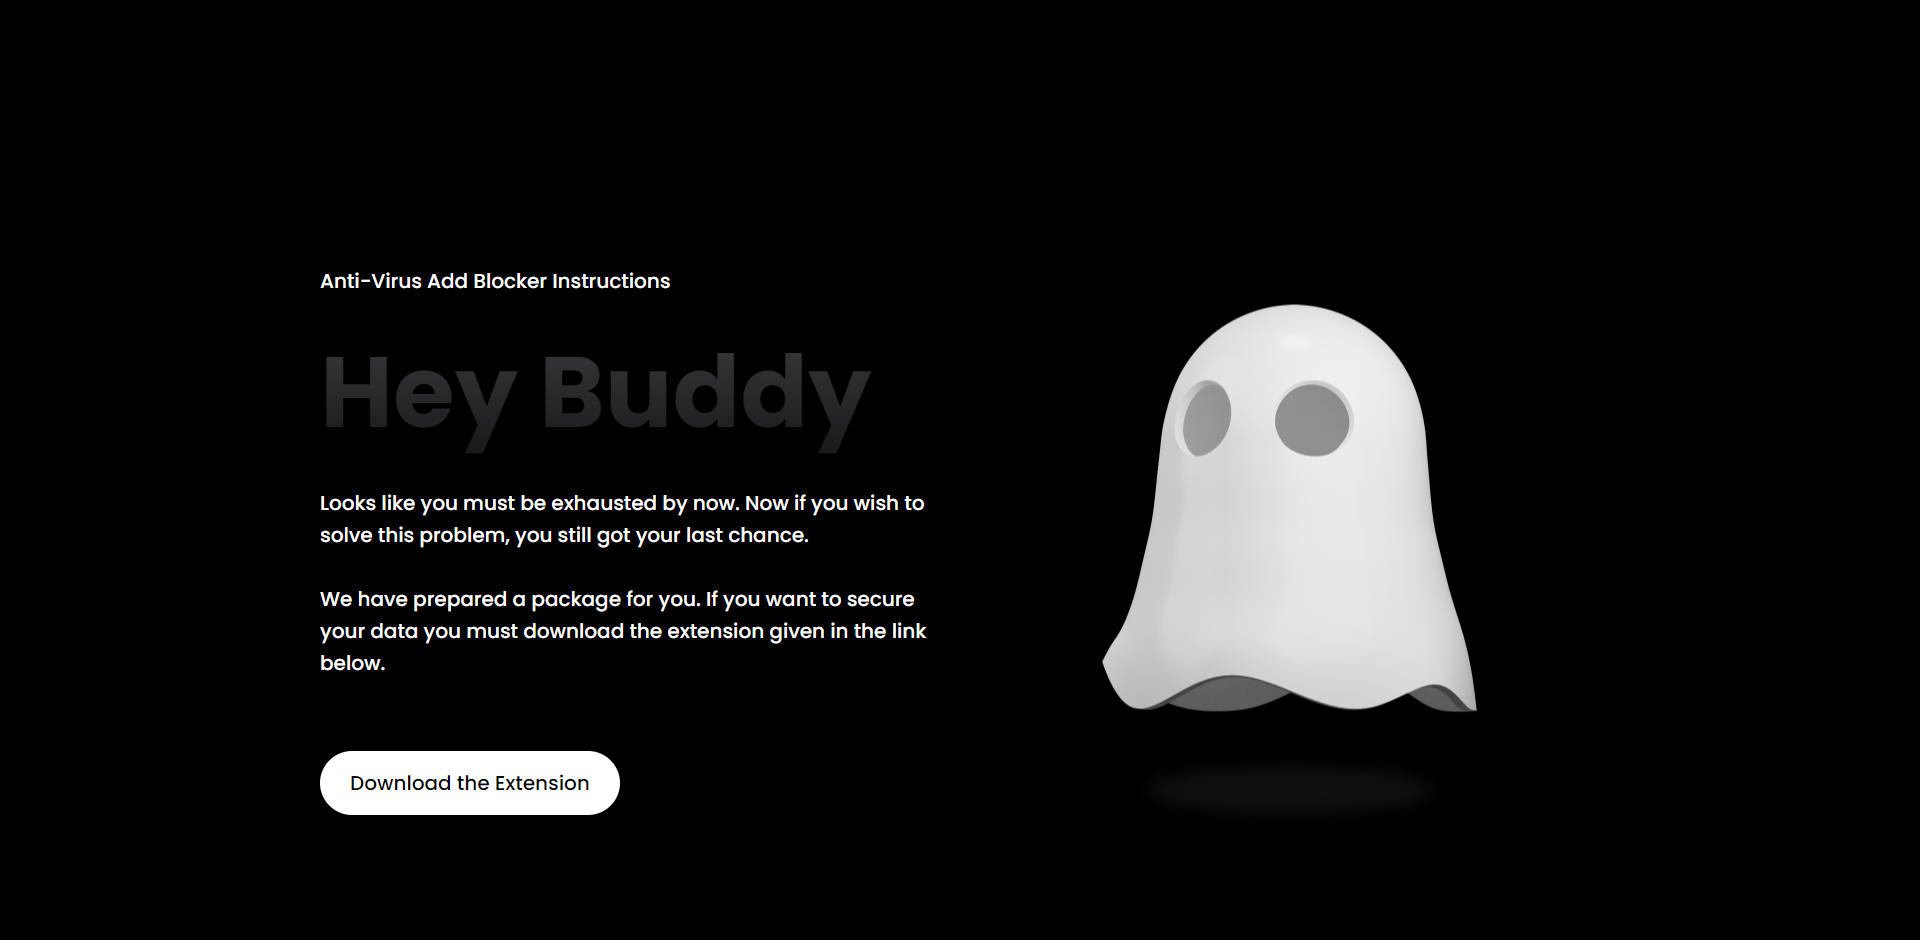 Anti-Virus Add Blocker Instructions
Hey Buddy
Looks like you must be exhausted by now. Now if you wish to
solve this problem, you still got your last chance.
We have prepared a package for you. If you want to secure
your data you must download the extension given in the link
below.
Download the Extension